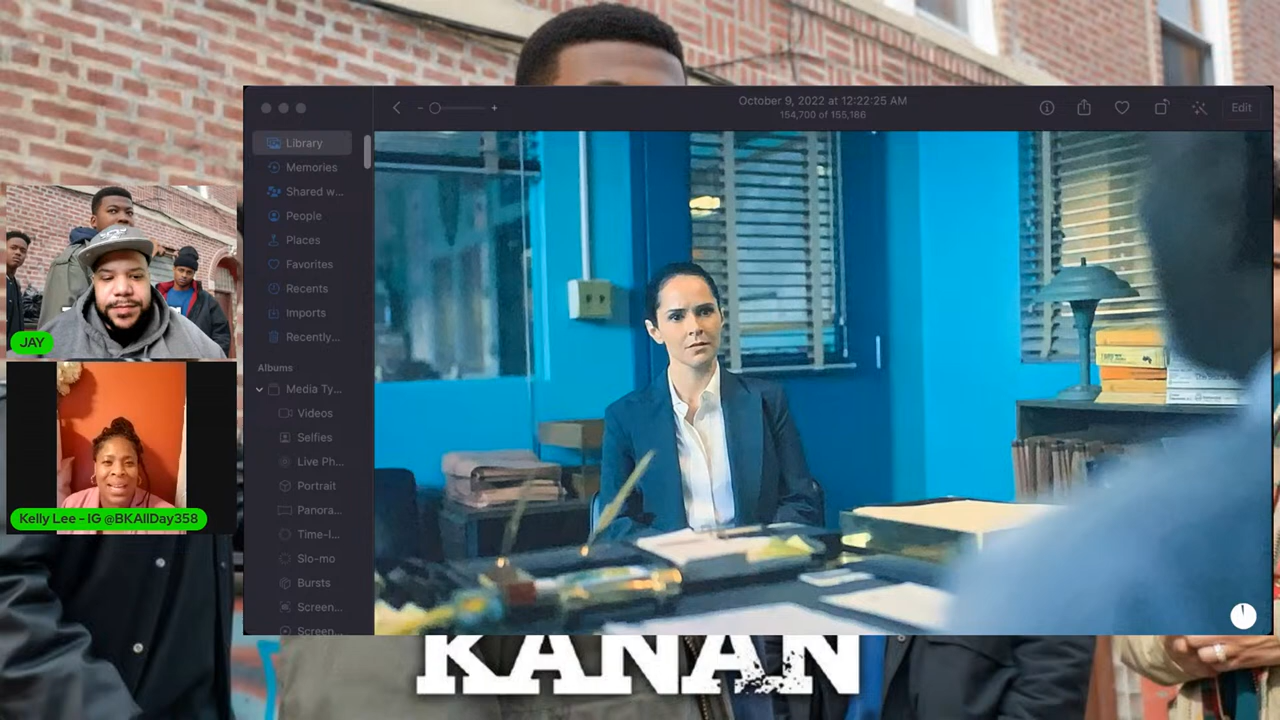 October 9, 2022 at 12:22:25 AM
154,700 of 155,186
Edit
Library
Memories
Shared w...
People
Places
Favorites
Recents
Imports
Recently...
Albums
Media Ty...
Videos
Selfies
Live Ph...
Portrait
Panora...
Time-l...
Slo-mo
Bursts
Screen...
Screen...
JAY
Kelly Lee - IG @BKAllDay358
KANAN